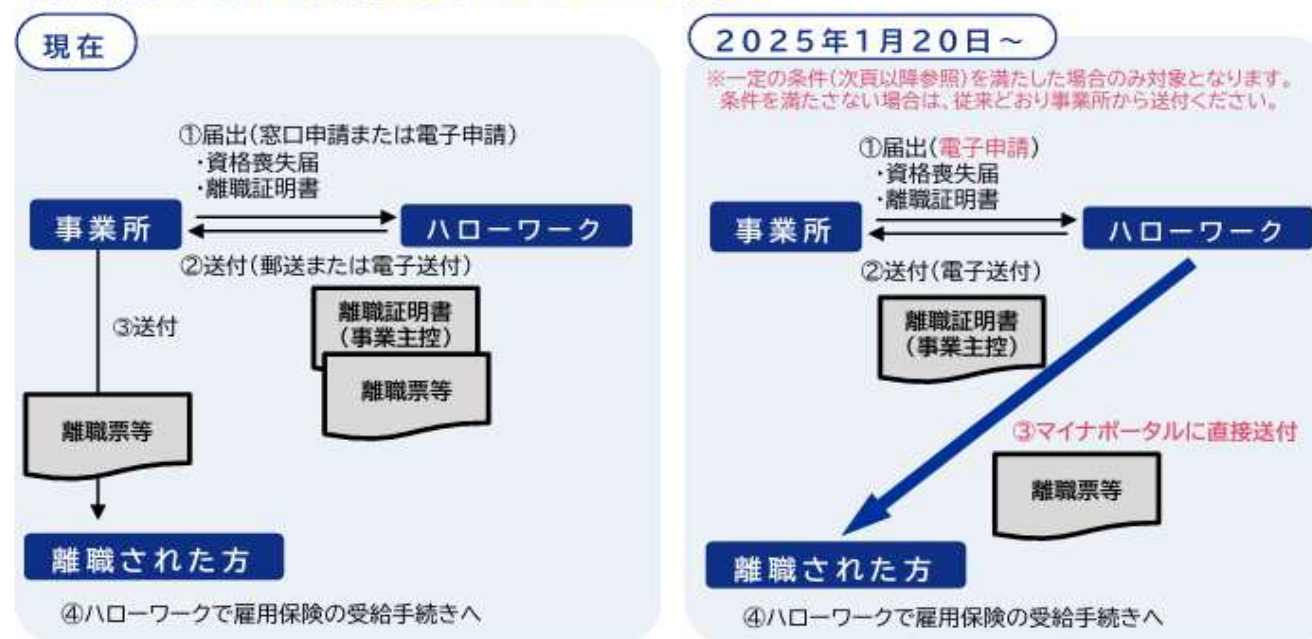 現在
①届出(窓口申請または電子申請)
・資格喪失届
・離職証明書
事業所
ハローワーク
②送付(郵送または電子送付)
離職証明書
(事業主控)
離職票等
③送付
離職票等
離職された方
④ハローワークで雇用保険の受給手続きへ
2025年1月20日～
※一定の条件(次頁以降参照)を満たした場合のみ対象となります。
条件を満たさない場合は、従来どおり事業所から送付ください。
①届出(電子申請)
・資格喪失届
・離職証明書
事業所
ハローワーク
②送付(電子送付)
離職証明書
(事業主控)
③マイナポータルに直接送付
離職票等
離職された方
④ハローワークで雇用保険の受給手続きへ